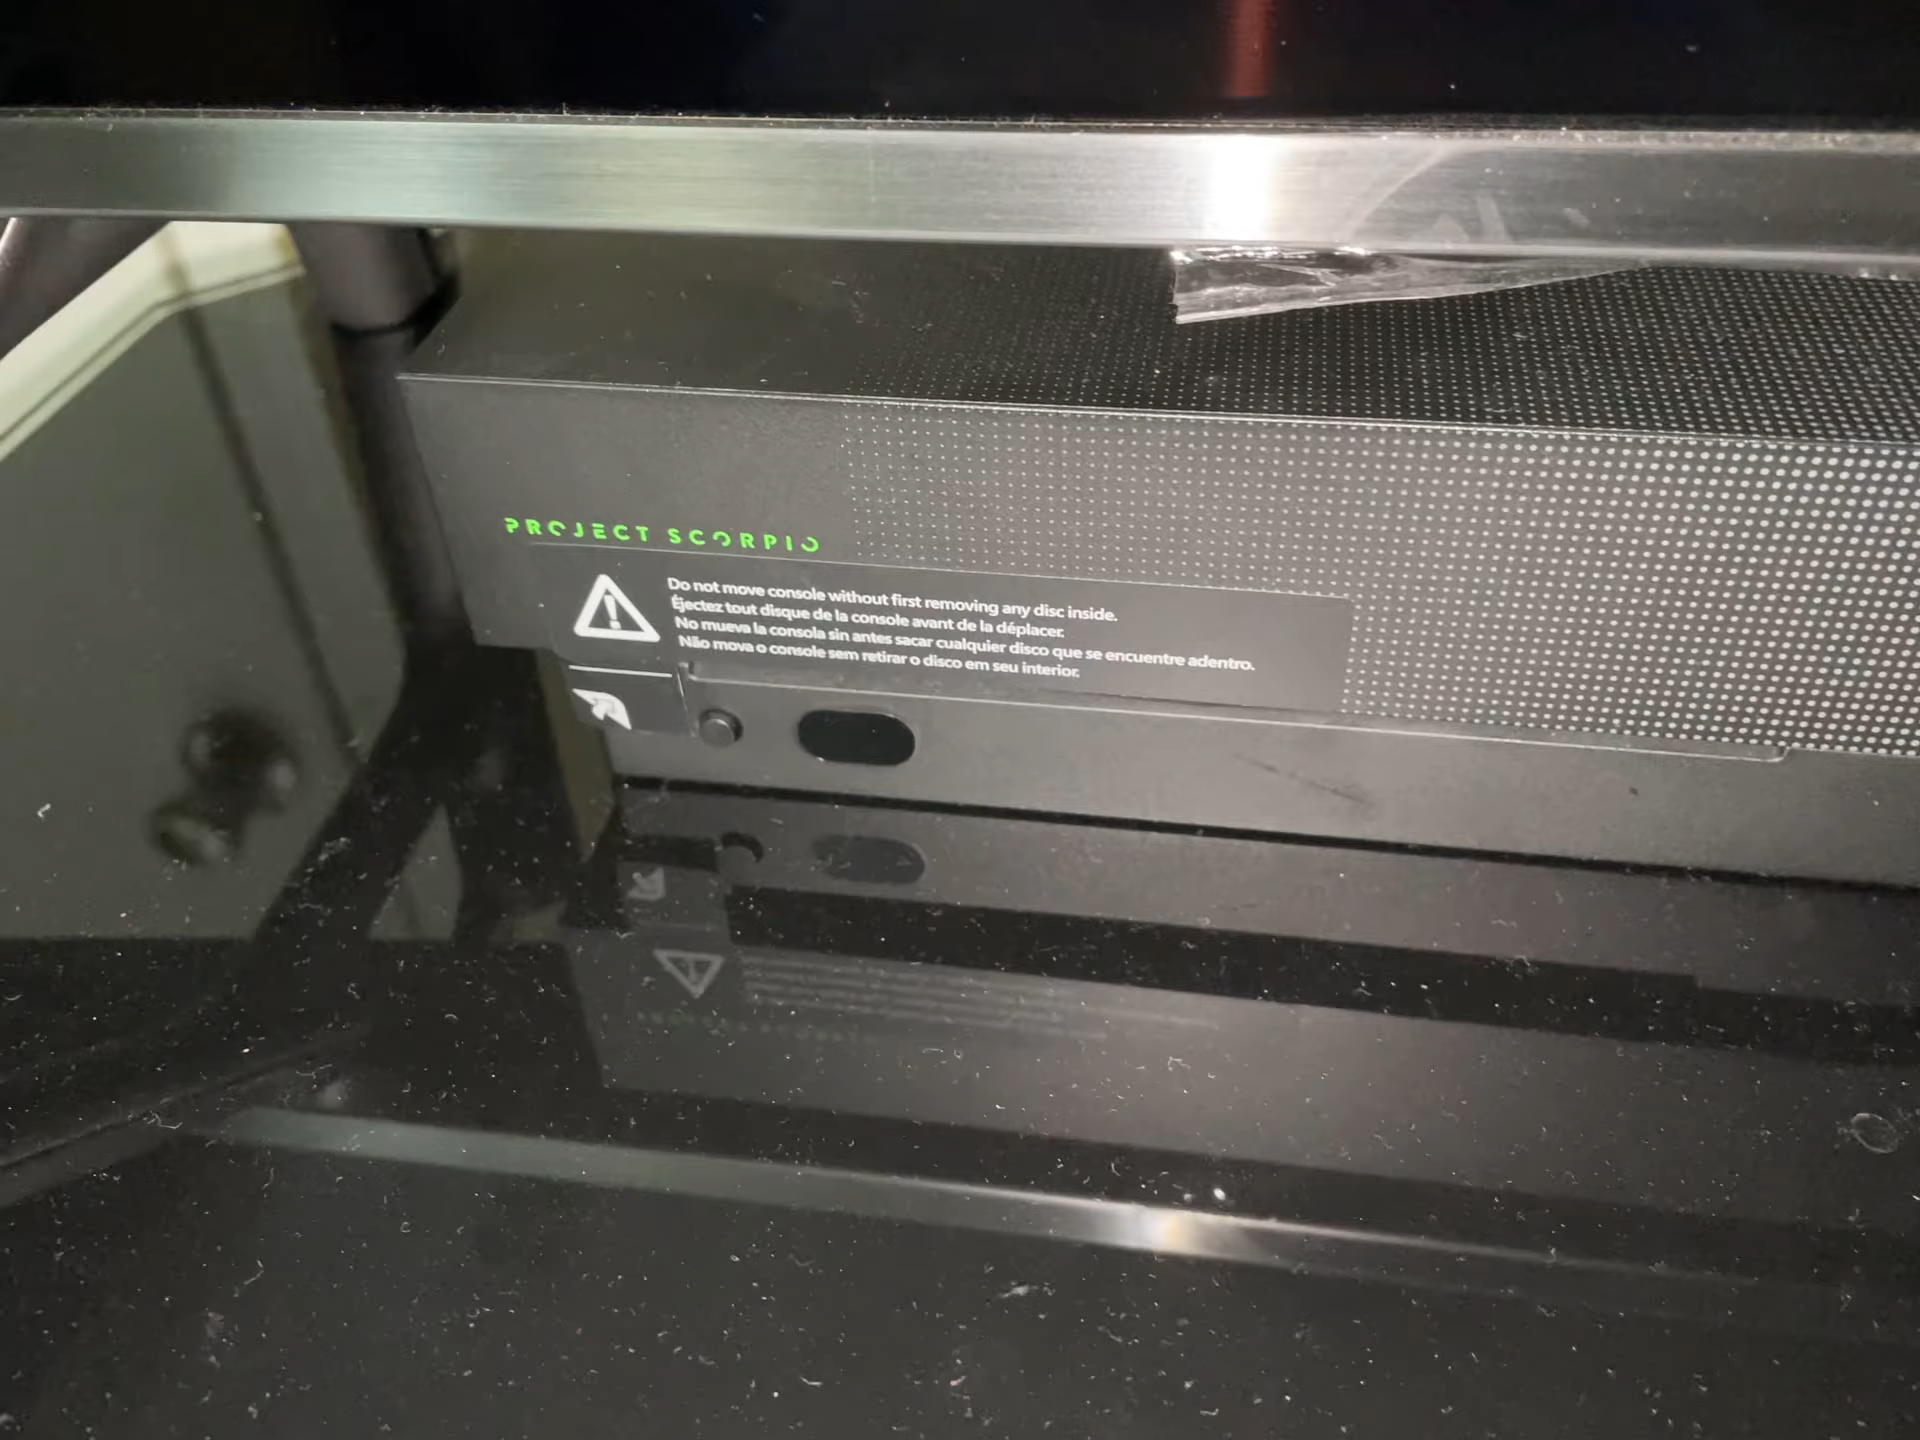 PROJECT SCORPIO
Do not move console without first removing any disc inside.
Éjectez tout disque de la console avant de la déplacer.
No mueva la consola sin antes sacar cualquier disco que se encuentre adentro.
Não mova o console sem retirar o disco em seu interior.